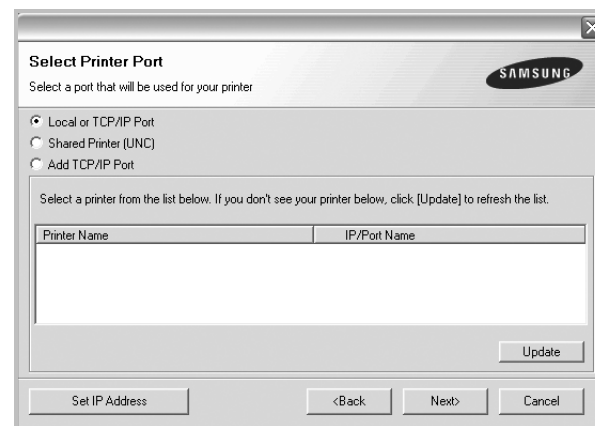 Select Printer Port
Select a port that will be used for your printer
SAMSUNG
Local or TCP/IP Port
Shared Printer (UNC)
Add TCP/IP Port
Select a printer from the list below. If you don't see your printer below, click [Update] to refresh the list.
Printer Name IP/Port Name
Update
Set IP Address <Back Next> Cancel